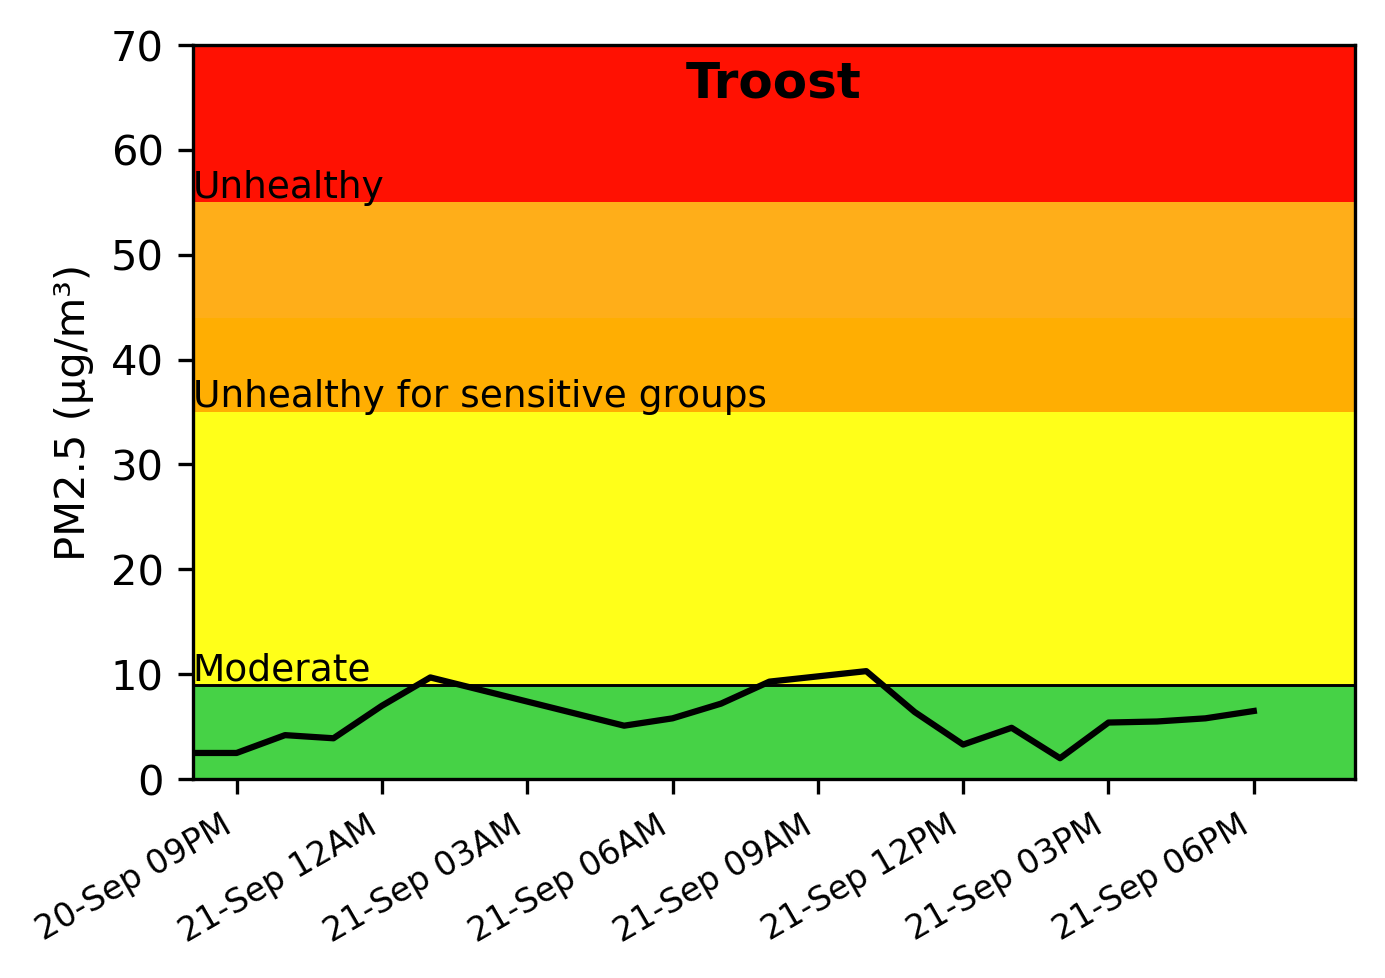 Troost
PM2.5 (µg/m³)
70
60
Unhealthy
50
40
Unhealthy for sensitive groups
30
20
10
Moderate
0
20-Sep 09PM
21-Sep 12AM
21-Sep 03AM
21-Sep 06AM
21-Sep 09AM
21-Sep 12PM
21-Sep 03PM
21-Sep 06PM